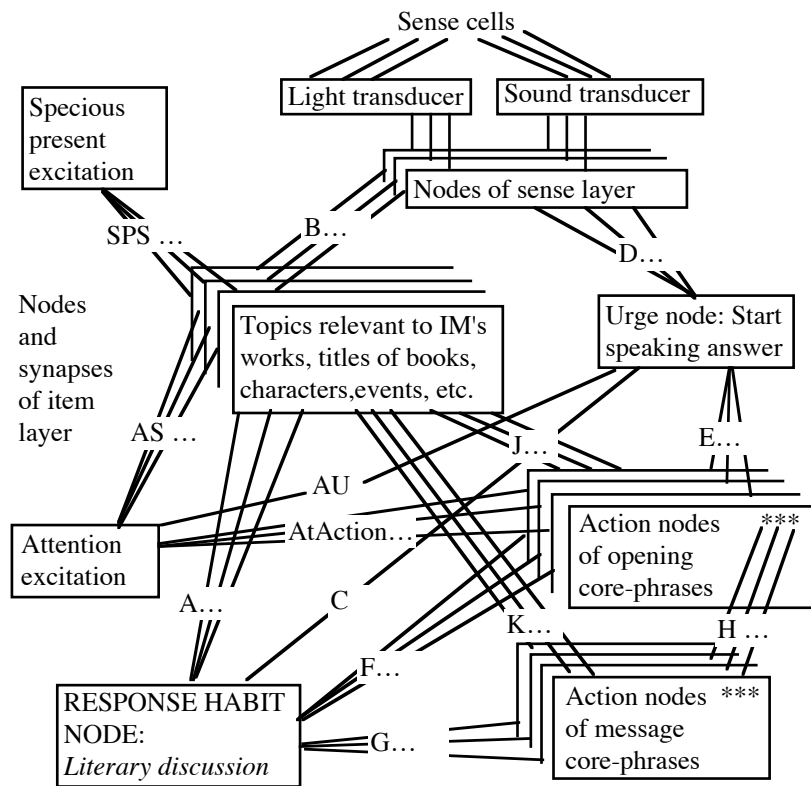 Sense cells
Light transducer
Sound transducer
Specious
present
excitation
Nodes of sense layer
SPS …
B…
D…
Nodes
and
synapses
of item
layer
Topics relevant to IM's
works, titles of books,
characters,events, etc.
Urge node: Start
speaking answer
AS …
J…
E…
AU
AtAction…
Attention
excitation
Action nodes ***
of opening
core-phrases
A…
C
K…
H …
F…
RESPONSE HABIT
NODE:
Literary discussion
G…
Action nodes ***
of message
core-phrases